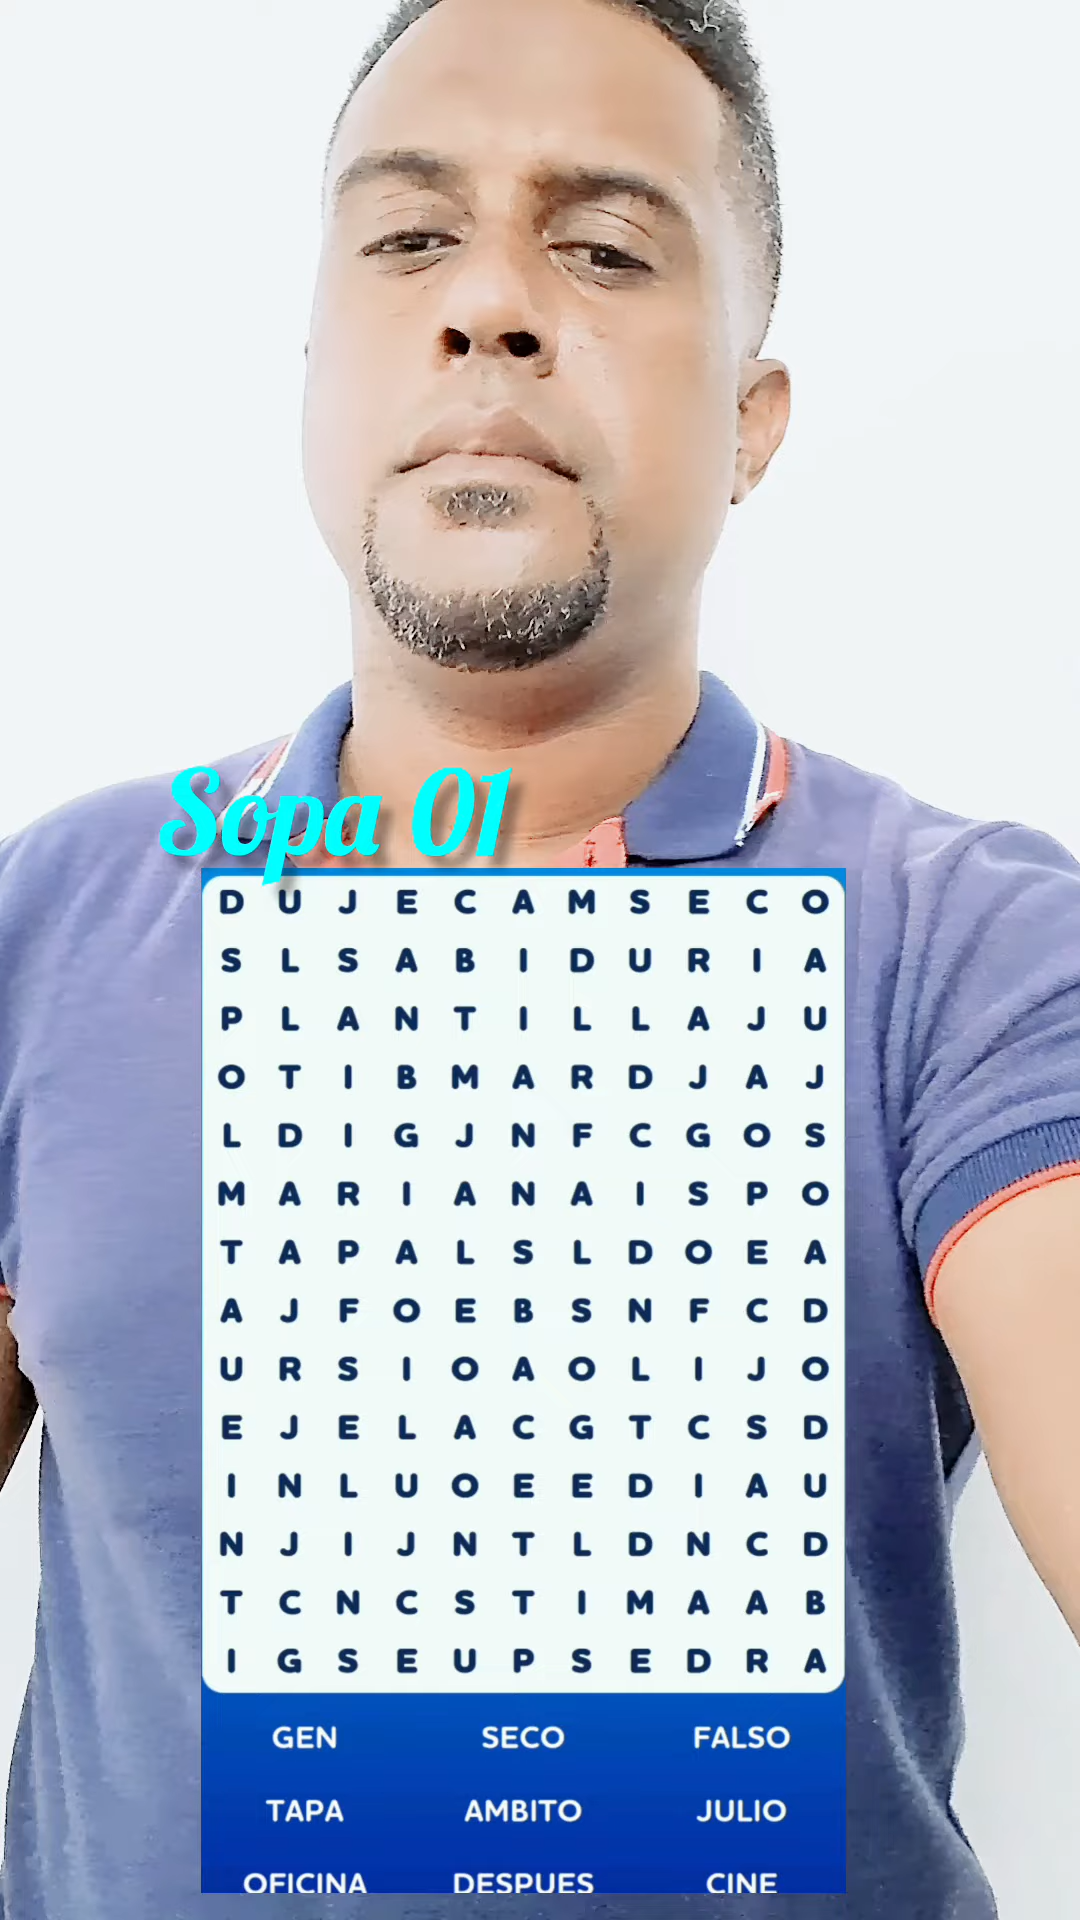 Sopa 01
D U J E C A M S E C O
S L S A B I D U R I A
P L A N T I L L A J U
O T I B M A R D J A J
L D I G J N F C G O S
M A R I A N A I S P O
T A P A L S L D O E A
A J F O E B S N F C D
U R S I O A O L I J O
E J E L A C G T C S D
I N L U O E E D I A U
N J I J N T L D N C D
T C N C S T I M A A B
I G S E U P S E D R A
GEN SECO FALSO
TAPA AMBITO JULIO
OFICINA DESPUES CINE